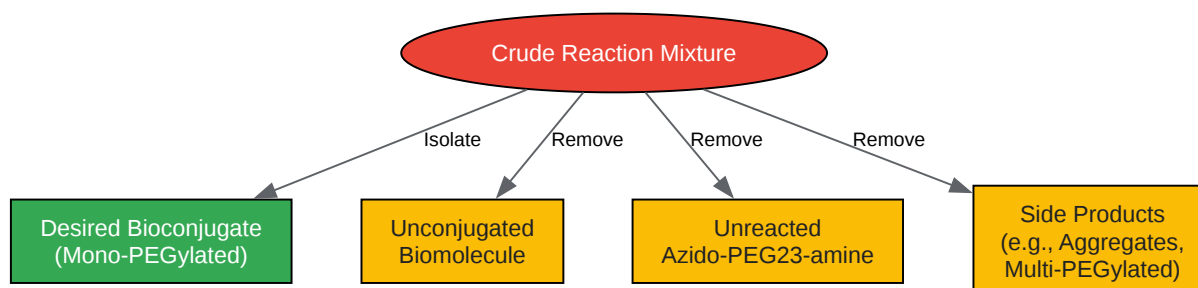 Crude Reaction Mixture
Isolate
Remove
Remove
Remove
Desired Bioconjugate
(Mono-PEGylated)
Unconjugated
Biomolecule
Unreacted
Azido-PEG23-amine
Side Products
(e.g., Aggregates,
Multi-PEGylated)